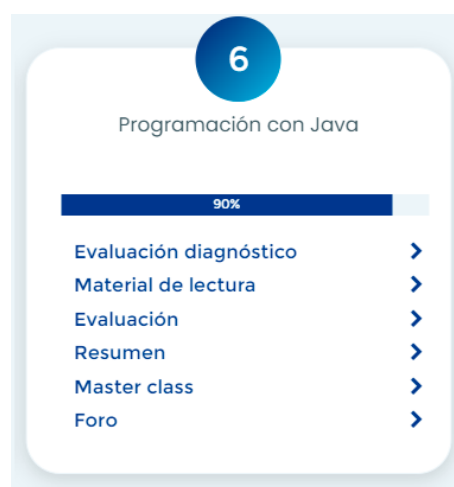 6
Programación con Java
90%
Evaluación diagnóstico
Material de lectura
Evaluación
Resumen
Master class
Foro